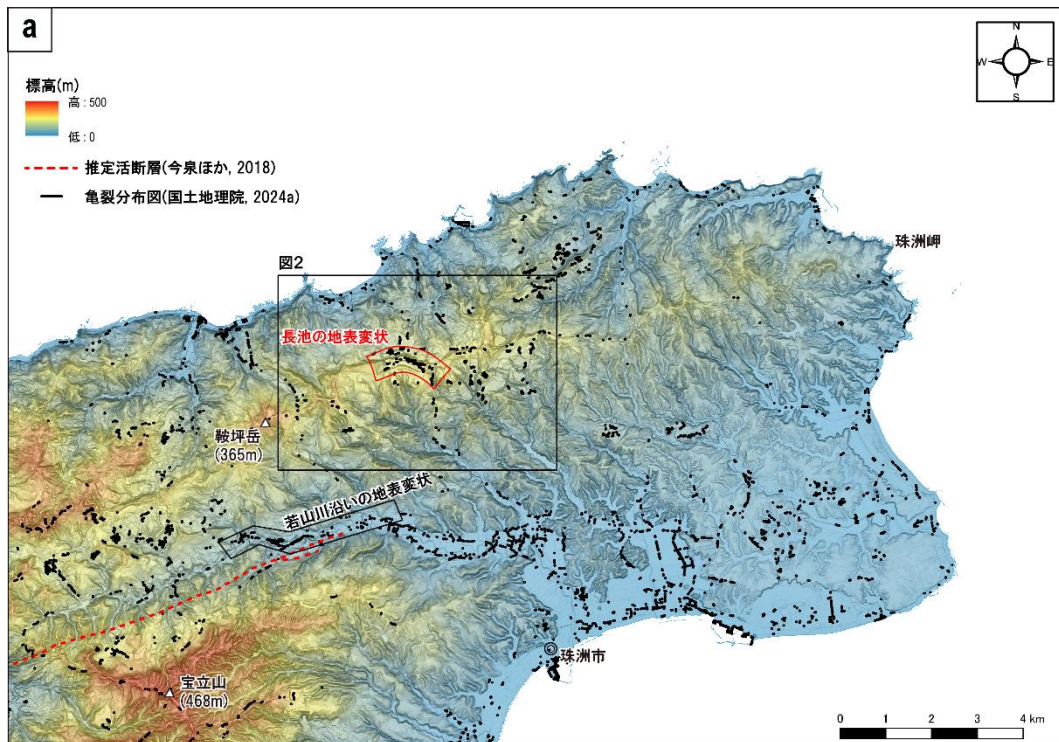 a
N
W
E
S
標高(m)
高 : 500
低 : 0
推定活断層(今泉ほか, 2018)
亀裂分布図(国土地理院, 2024a)
珠洲岬
図2
長池の地表変状
鞍坪岳
(365m)
若山川沿いの地表変状
珠洲市
宝立山
(468m)
0 1 2 3 4 km